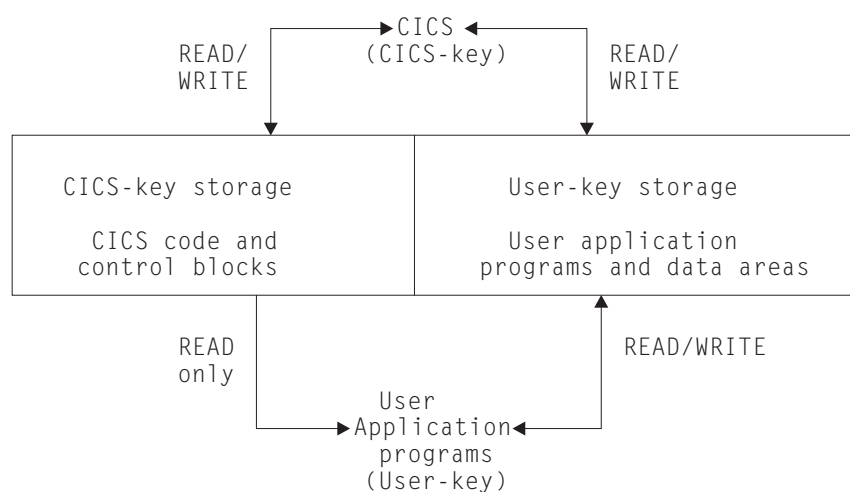 CICS
(CICS-key)
READ/
WRITE
READ/
WRITE
CICS-key storage
CICS code and
control blocks
User-key storage
User application
programs and data areas
READ
only
READ/WRITE
User
Application
programs
(User-key)